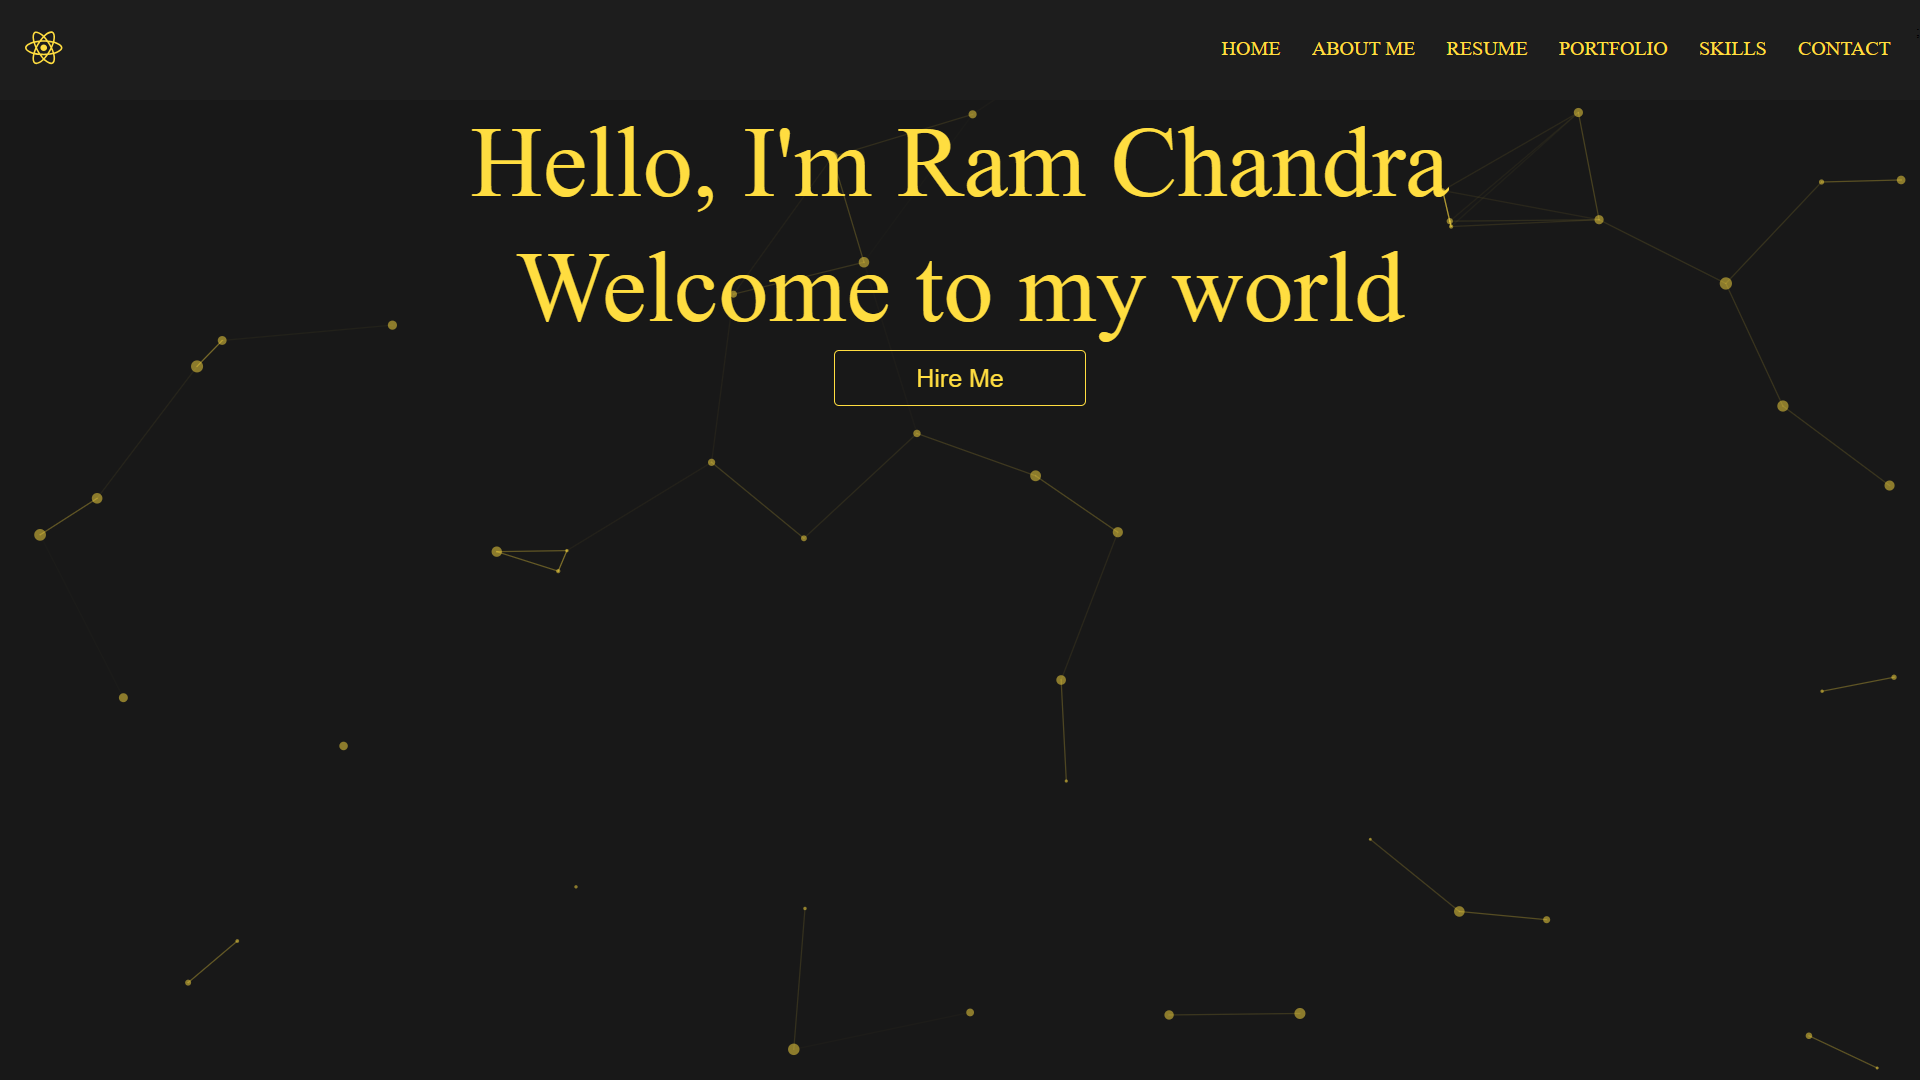 HOME ABOUT ME RESUME PORTFOLIO SKILLS CONTACT
Hello, I'm Ram Chandra
Welcome to my world
Hire Me